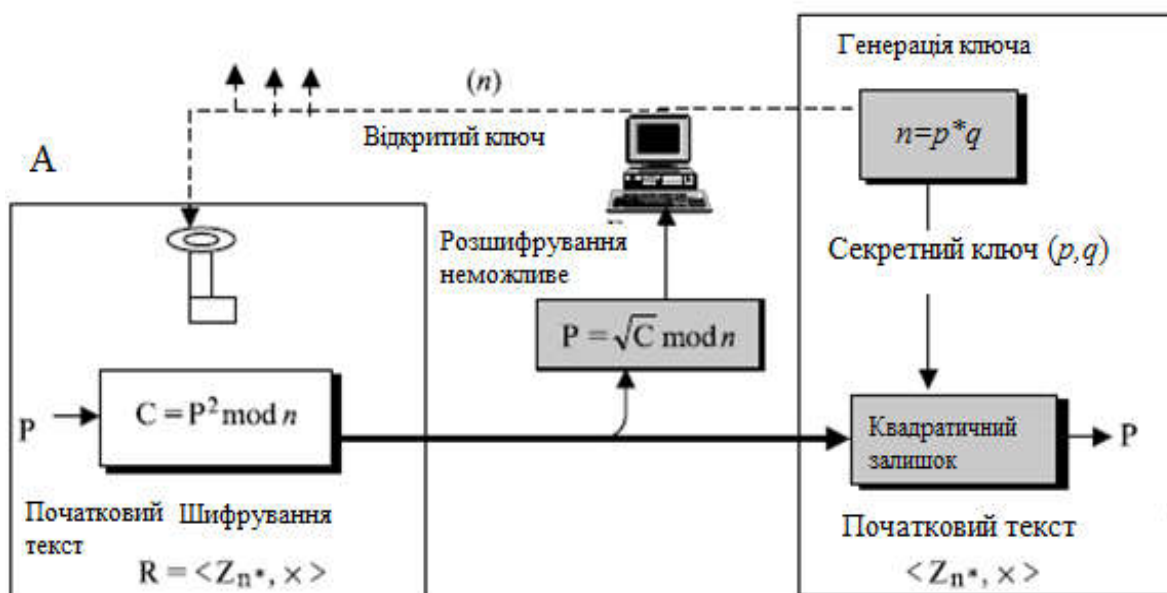 Генерація ключа
(n)
n=p*q
Відкритий ключ
A
Розшифрування
неможливе
Секретний ключ (p,q)
P = √C mod n
P
C = P² mod n
Квадратичний
залишок
P
Початковий Шифрування
текст
Початковий текст
R = < Zn*, × >
< Zn*, × >